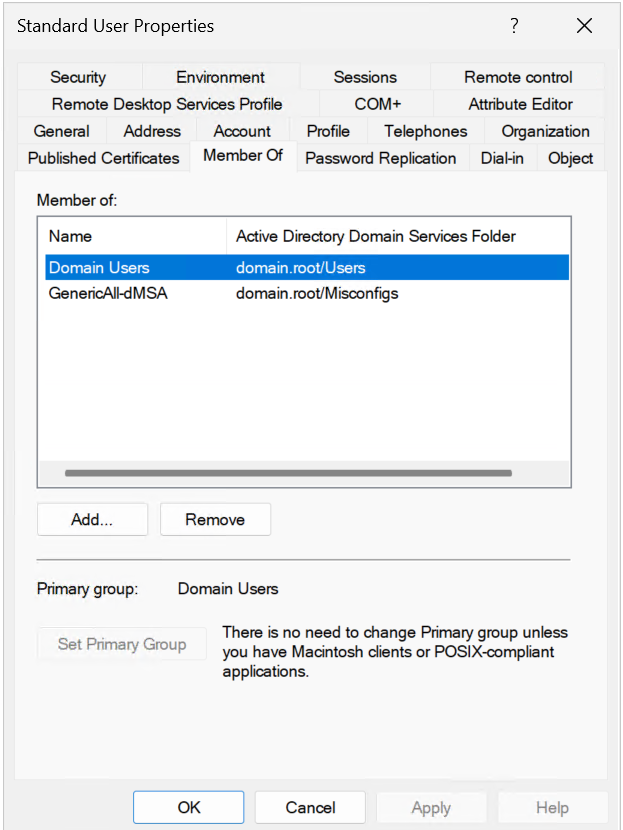 Standard User Properties ?
Security Environment Sessions Remote control
Remote Desktop Services Profile COM+ Attribute Editor
General Address Account Profile Telephones Organization
Published Certificates Member Of Password Replication Dial-in Object
Member of:
Name Active Directory Domain Services Folder
Domain Users domain.root/Users
GenericAll-dMSA domain.root/Misconfigs
Add... Remove
Primary group: Domain Users
Set Primary Group
There is no need to change Primary group unless
you have Macintosh clients or POSIX-compliant
applications.
OK Cancel Apply Help